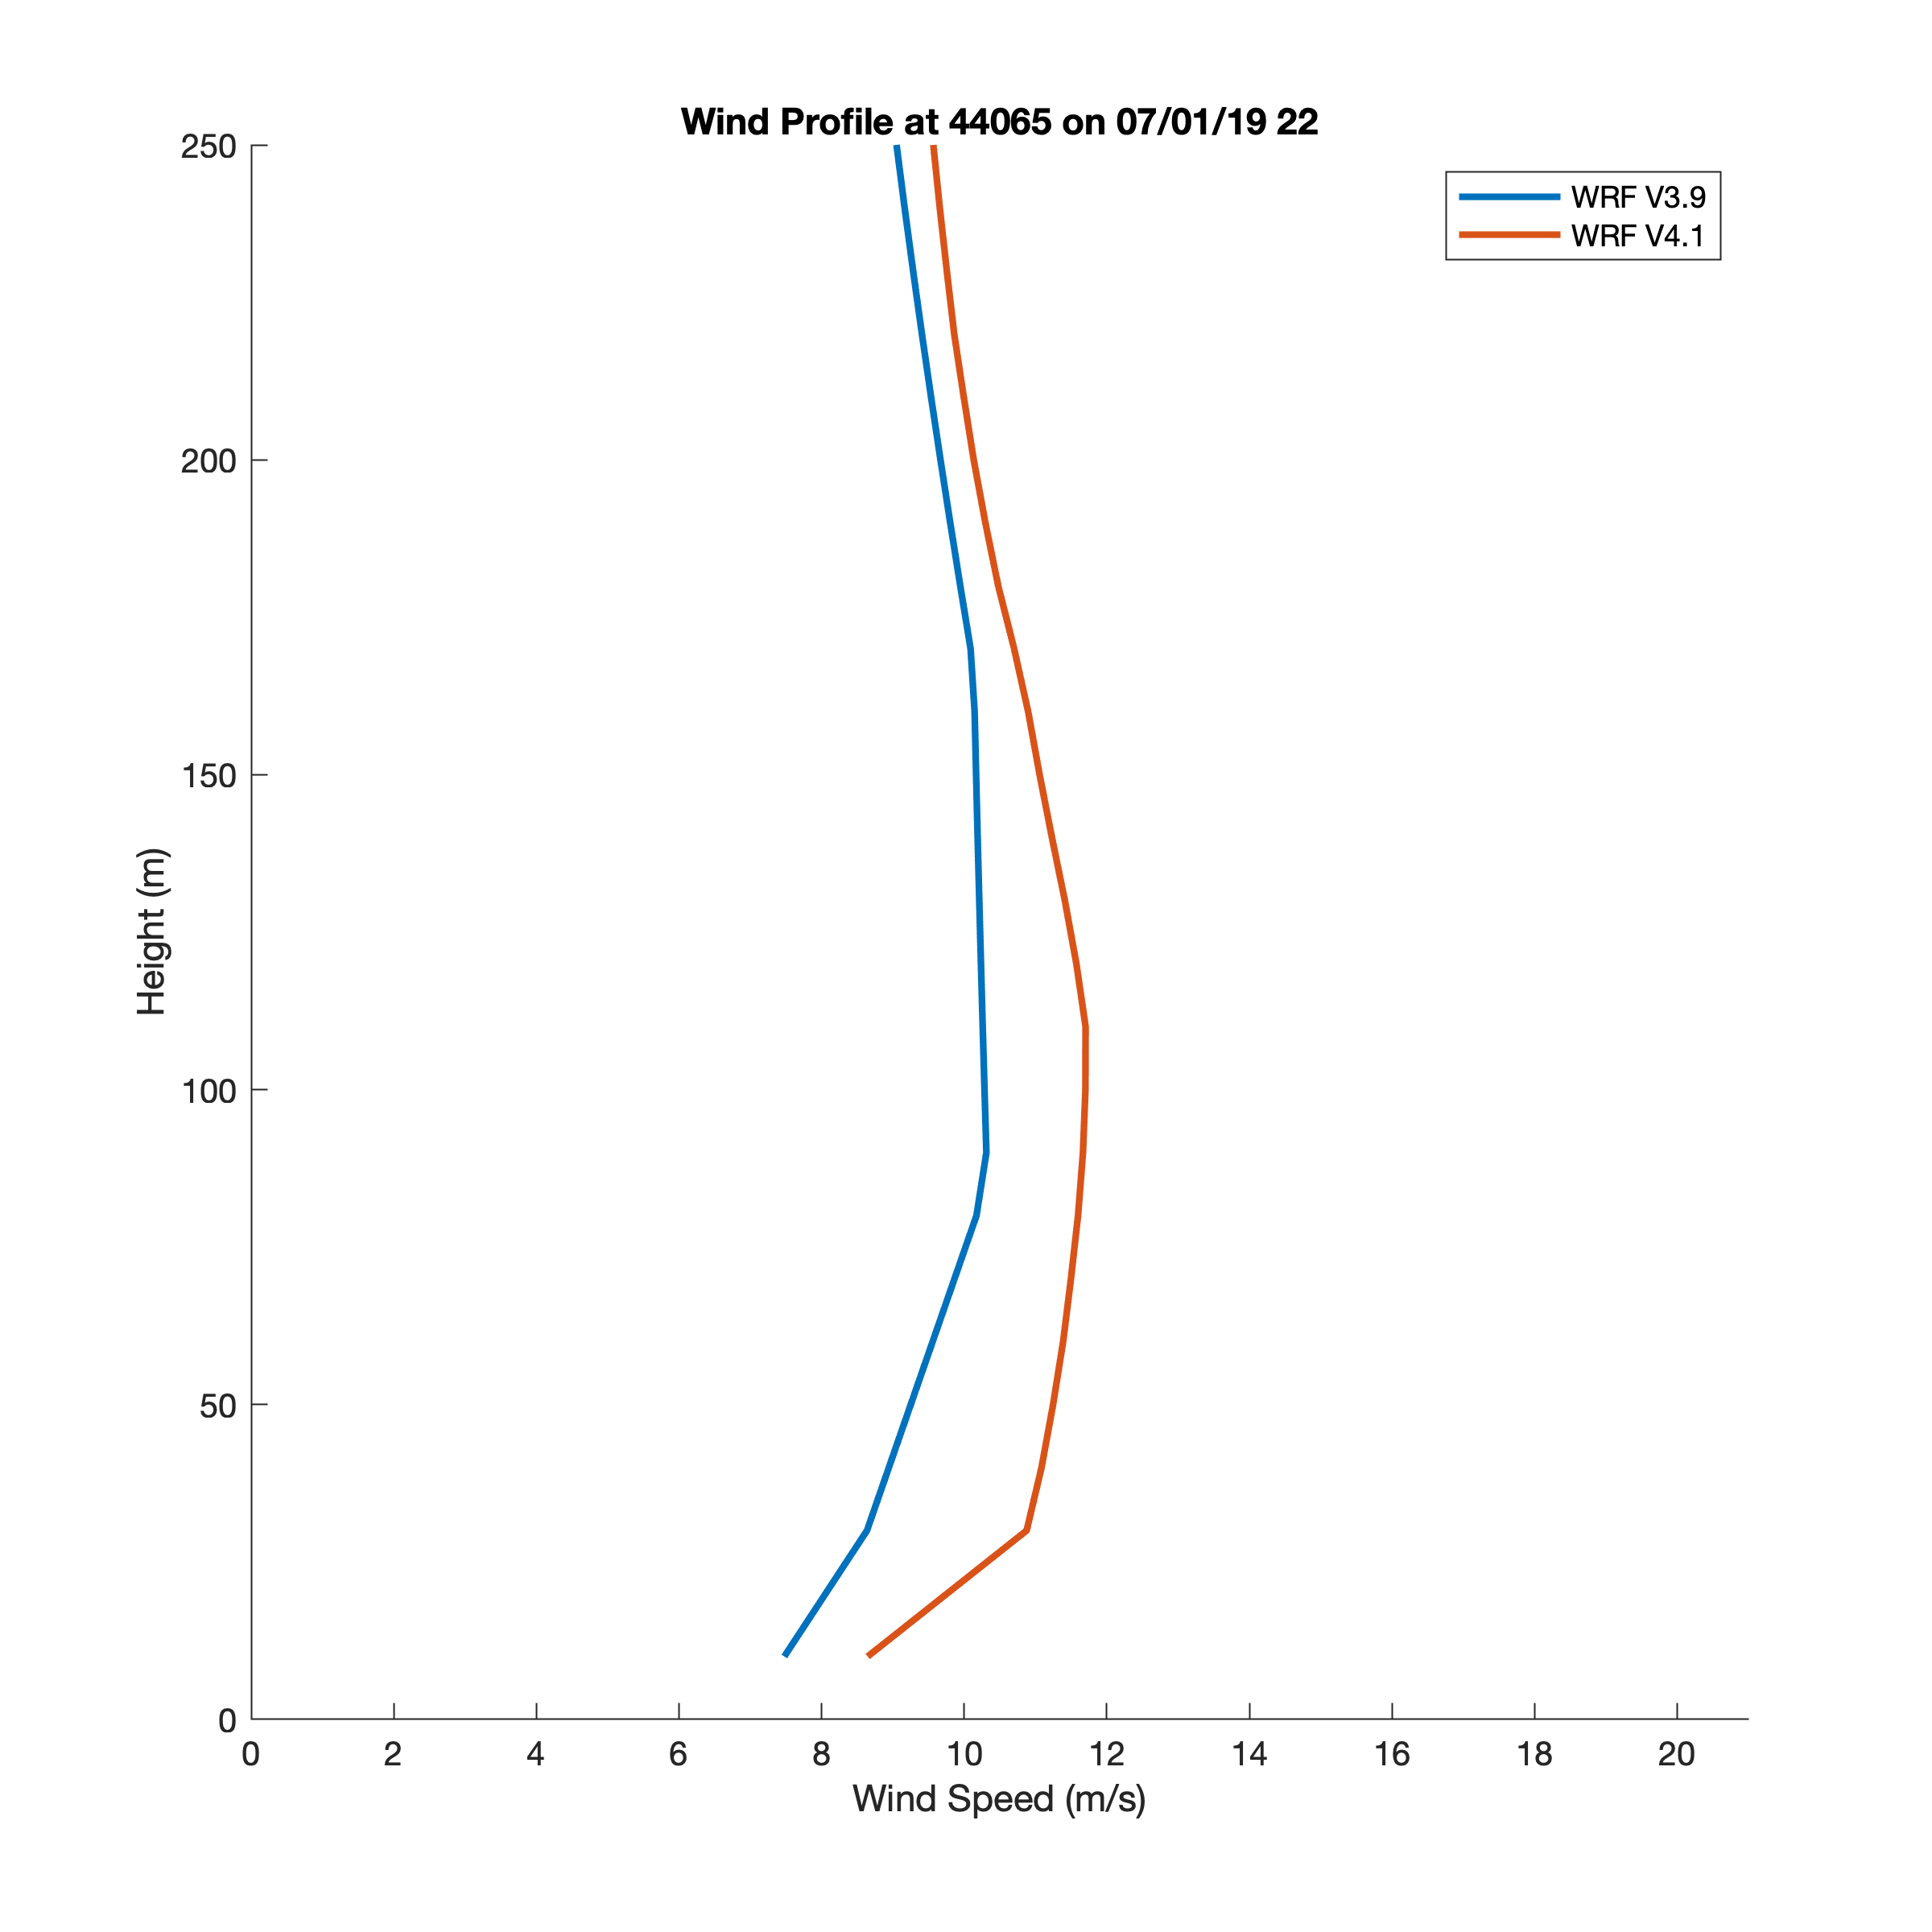 Wind Profile at 44065 on 07/01/19 22
WRF V3.9
WRF V4.1
250
200
150
100
50
0
Height (m)
0 2 4 6 8 10 12 14 16 18 20
Wind Speed (m/s)